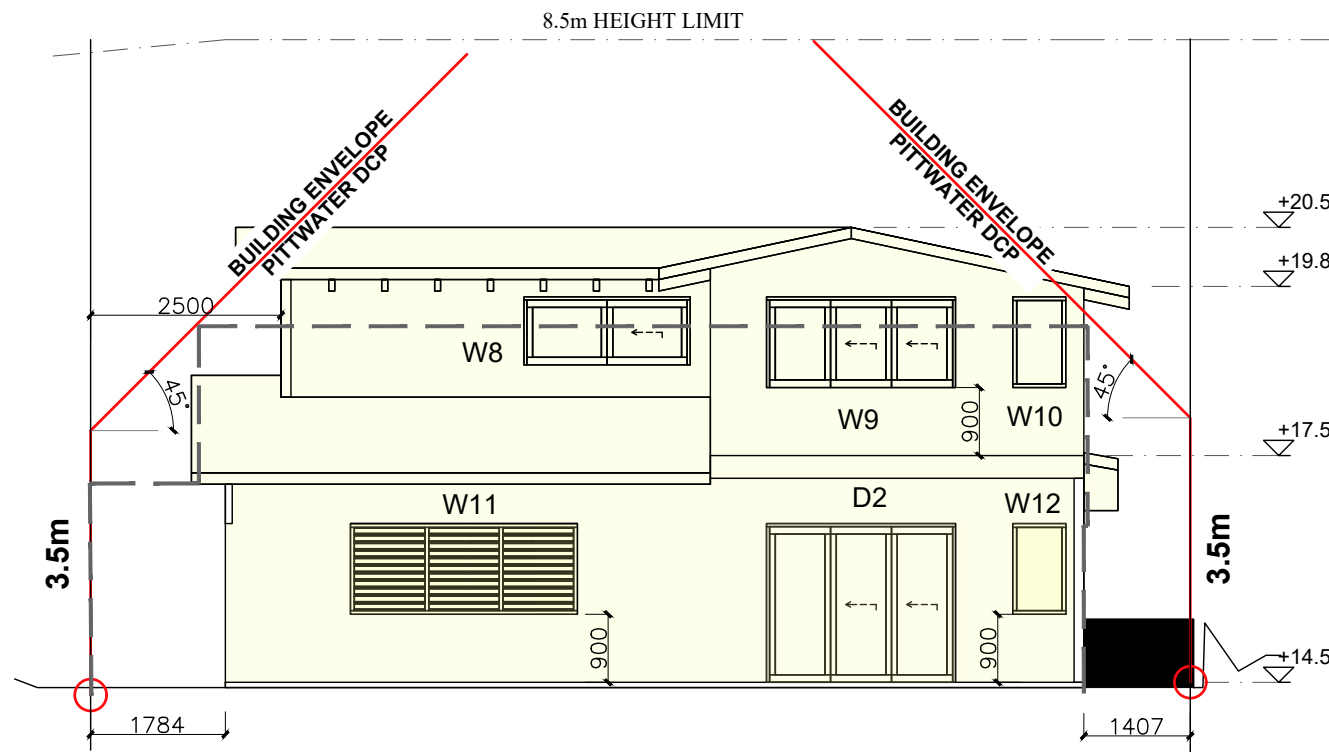 8.5m HEIGHT LIMIT
BUILDING ENVELOPE
PITTWATER DCP
BUILDING ENVELOPE
PITTWATER DCP
+20.5
+19.8
2500
W8
45°
45°
W9
900
W10
+17.5
W11
D2
W12
3.5m
3.5m
900
900
+14.5
1784
1407